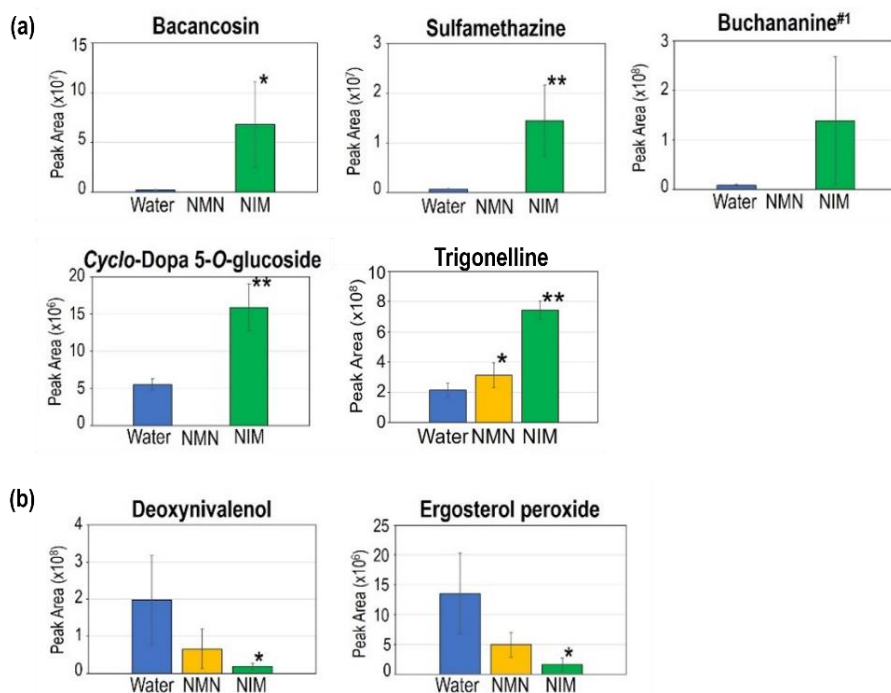 (a)
Bacancosin
Peak Area (x10⁷)
15
10
5
0
*
Water NMN NIM
Sulfamethazine
Peak Area (x10⁷)
3
2
1
0
**
Water NMN NIM
Buchananine#1
Peak Area (x10⁸)
3
2
1
0
Water NMN NIM
Cyclo-Dopa 5-O-glucoside
Peak Area (x10⁶)
20
15
10
5
0
**
Water NMN NIM
Trigonelline
Peak Area (x10⁸)
8
6
4
2
0
*
**
Water NMN NIM
(b)
Deoxynivalenol
Peak Area (x10⁸)
4
3
2
1
0
*
Water NMN NIM
Ergosterol peroxide
Peak Area (x10⁶)
25
20
15
10
5
0
*
Water NMN NIM